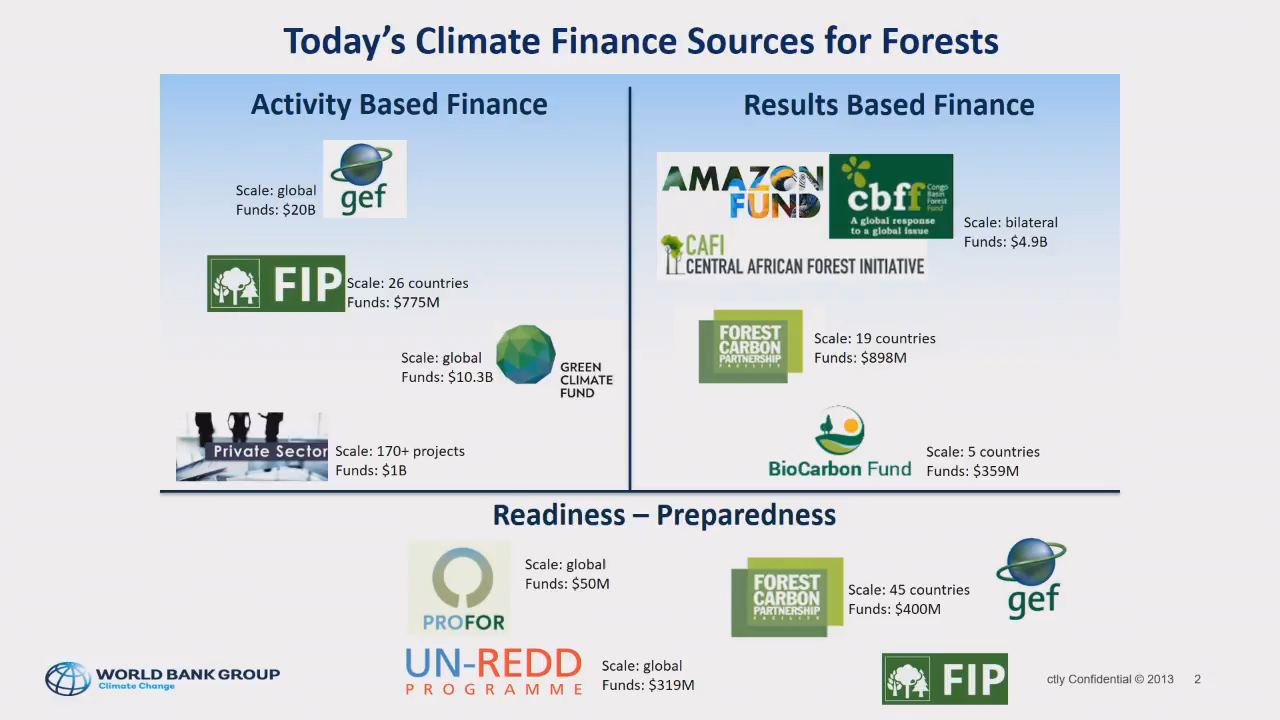 Today's Climate Finance Sources for Forests
Activity Based Finance
Scale: global
Funds: $20B
gef
FIP
Scale: 26 countries
Funds: $775M
Scale: global
Funds: $10.3B
GREEN
CLIMATE
FUND
Private Sector
Scale: 170+ projects
Funds: $1B
Results Based Finance
AMAZON
FUND
cbff
Congo
Basin
Forest
Fund
A global response
to a global issue
Scale: bilateral
Funds: $4.9B
CAFI
CENTRAL AFRICAN FOREST INITIATIVE
FOREST
CARBON
PARTNERSHIP
FACILITY
Scale: 19 countries
Funds: $898M
BioCarbon Fund
Scale: 5 countries
Funds: $359M
Readiness – Preparedness
PROFOR
Scale: global
Funds: $50M
FOREST
CARBON
PARTNERSHIP
FACILITY
Scale: 45 countries
Funds: $400M
gef
UN-REDD
PROGRAMME
Scale: global
Funds: $319M
FIP
WORLD BANK GROUP
Climate Change
ctly Confidential © 2013 2